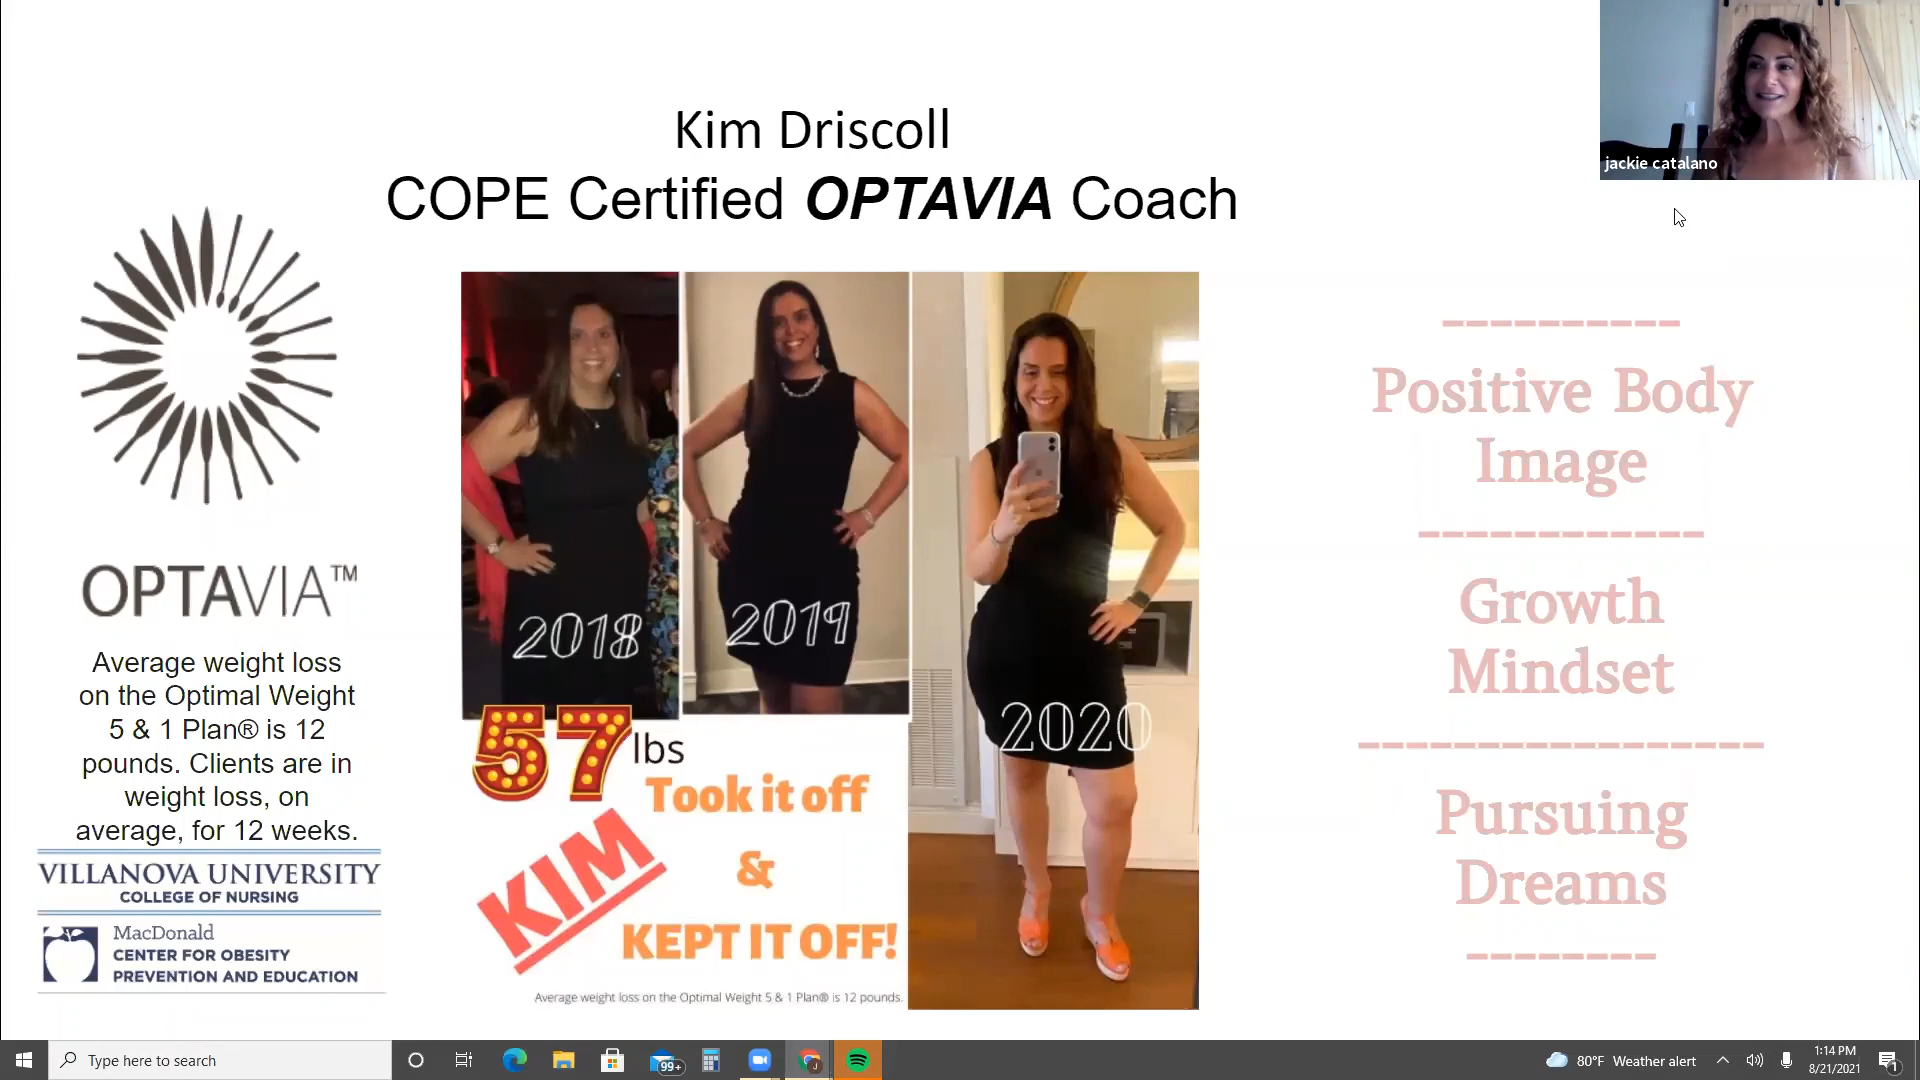 Kim Driscoll
COPE Certified OPTAVIA Coach
jackie catalano
OPTAVIA™
Average weight loss
on the Optimal Weight
5 & 1 Plan® is 12
pounds. Clients are in
weight loss, on
average, for 12 weeks.
VILLANOVA UNIVERSITY
COLLEGE OF NURSING
MacDonald
CENTER FOR OBESITY
PREVENTION AND EDUCATION
2018
2019
2020
57 lbs
Took it off
&
KEPT IT OFF!
KIM
Average weight loss on the Optimal Weight 5 & 1 Plan® is 12 pounds.
Positive Body
Image
Growth
Mindset
Pursuing
Dreams
Type here to search
99+
J
80°F Weather alert
1:14 PM
8/21/2021
1